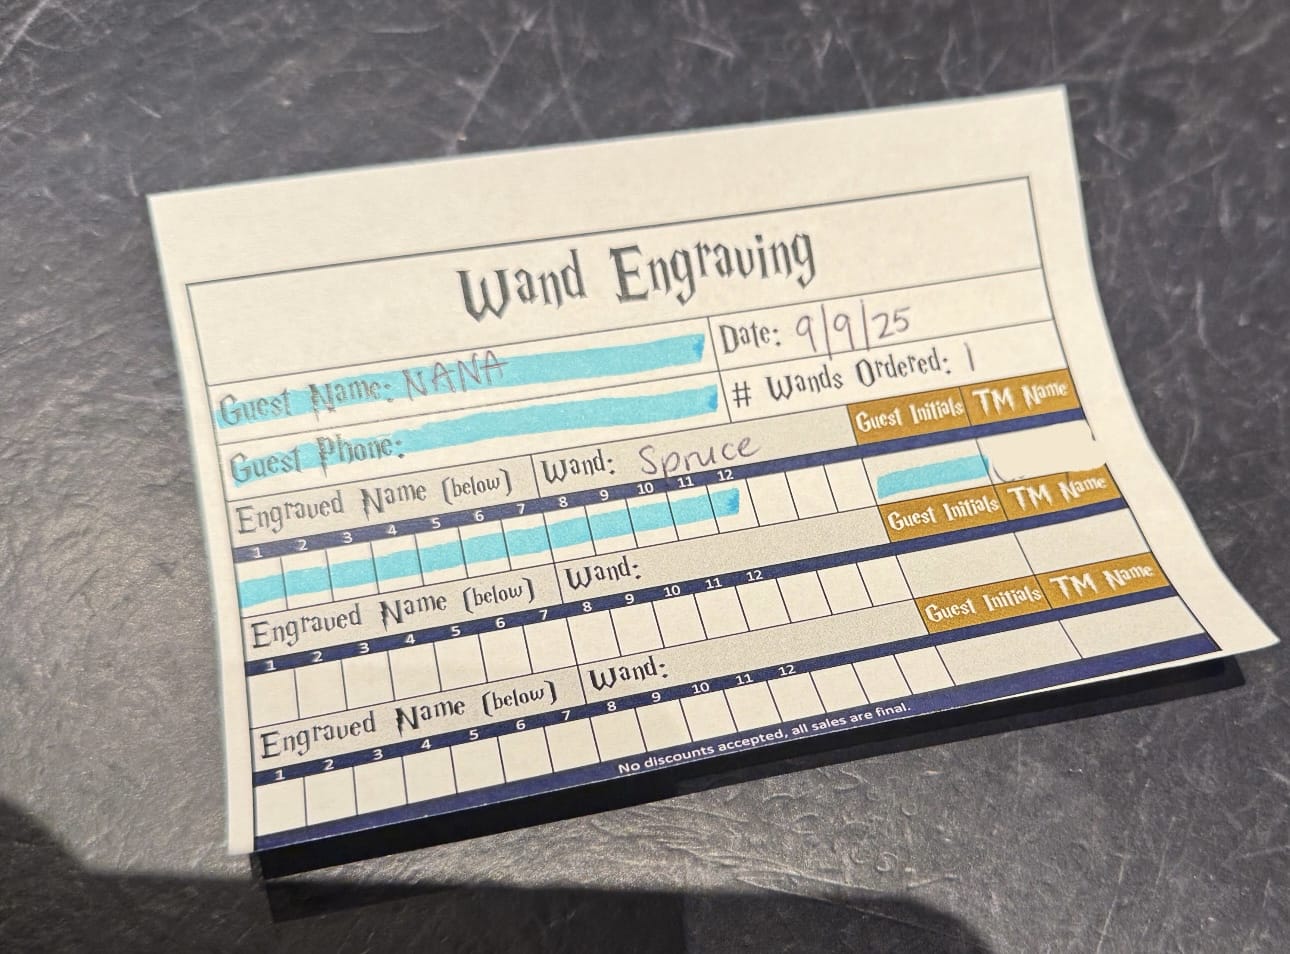 Wand Engraving
Guest Name: NANA
Date: 9/9/25
Guest Phone:
# Wands Ordered: 1
Engraved Name (below) Wand: Spruce Guest Initials TM Name
1 2 3 4 5 6 7 8 9 10 11 12
Engraved Name (below) Wand: Guest Initials TM Name
1 2 3 4 5 6 7 8 9 10 11 12
Engraved Name (below) Wand: Guest Initials TM Name
1 2 3 4 5 6 7 8 9 10 11 12
No discounts accepted, all sales are final.